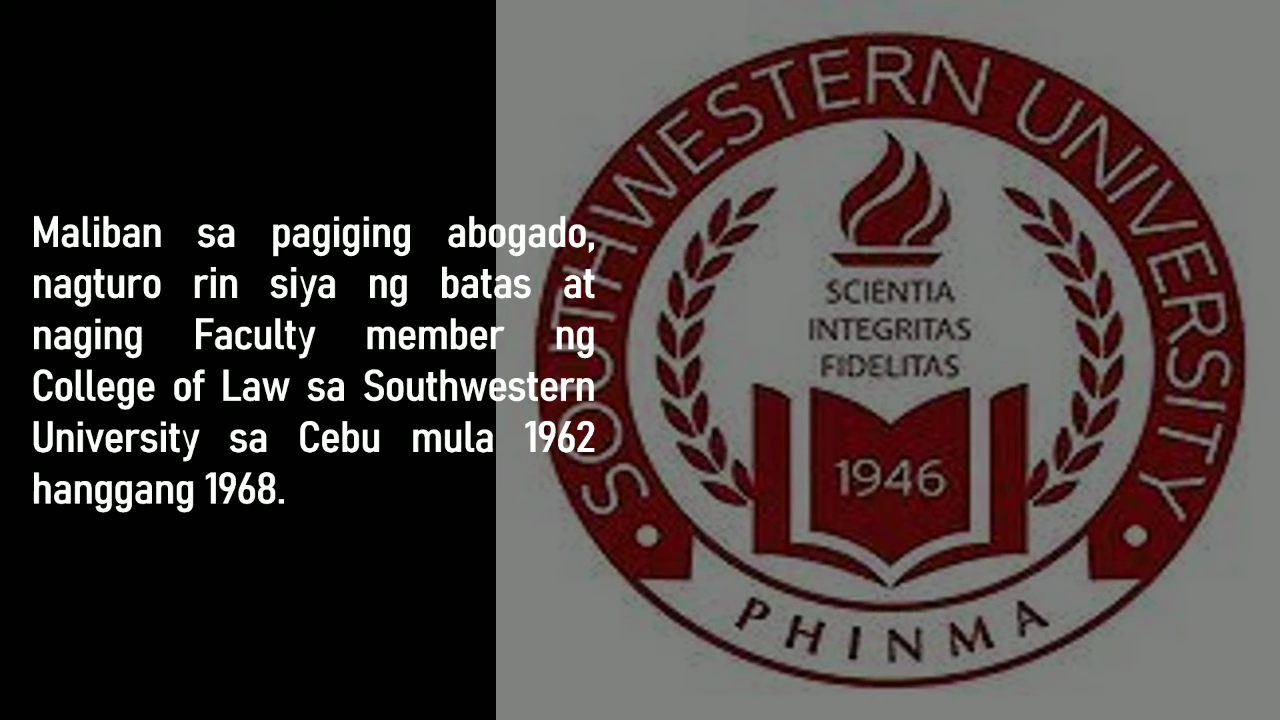 Maliban sa pagiging abogado,
nagturo rin siya ng batas at
naging Faculty member ng
College of Law sa Southwestern
University sa Cebu mula 1962
hanggang 1968.
SOUTHWESTERN UNIVERSITY
SCIENTIA
INTEGRITAS
FIDELITAS
1946
PHINMA